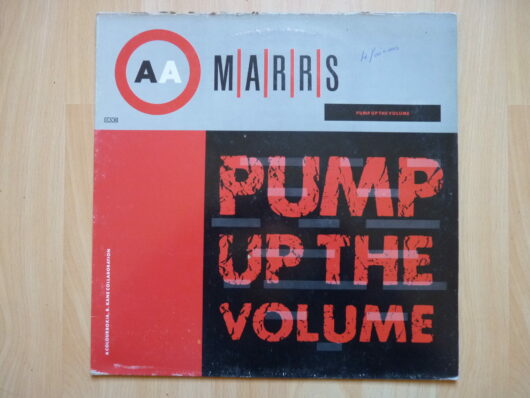 AA
M|A|R|R|S
PUMP UP THE VOLUME
PUMP
UP THE
VOLUME
A COLOURBOX/A. R. KANE COLLABORATION